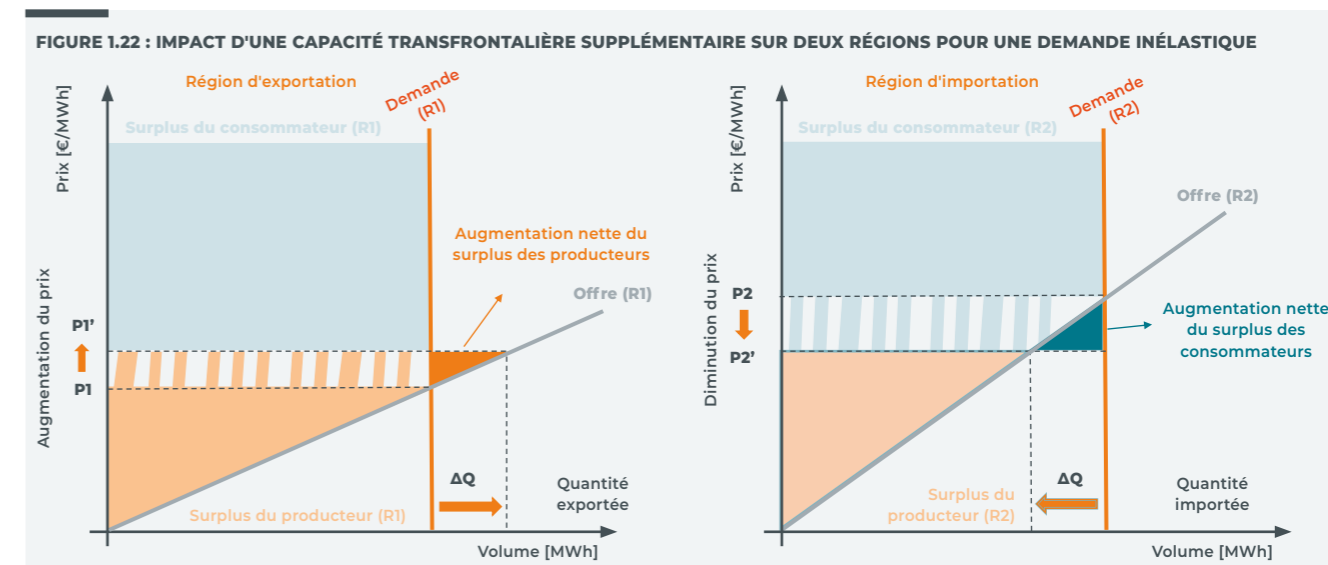 FIGURE 1.22 : IMPACT D'UNE CAPACITÉ TRANSFRONTALIÈRE SUPPLÉMENTAIRE SUR DEUX RÉGIONS POUR UNE DEMANDE INÉLASTIQUE
Région d'exportation
Demande
(R1)
Prix [€/MWh]
Surplus du consommateur (R1)
Augmentation nette du
surplus des producteurs
Offre (R1)
Augmentation du prix
P1'
P1
ΔQ
Quantité
exportée
Surplus du producteur (R1)
Volume [MWh]
Région d'importation
Demande
(R2)
Prix [€/MWh]
Surplus du consommateur (R2)
Offre (R2)
Diminution du prix
P2
P2'
Augmentation nette
du surplus des
consommateurs
ΔQ
Quantité
importée
Surplus du
producteur (R2)
Volume [MWh]